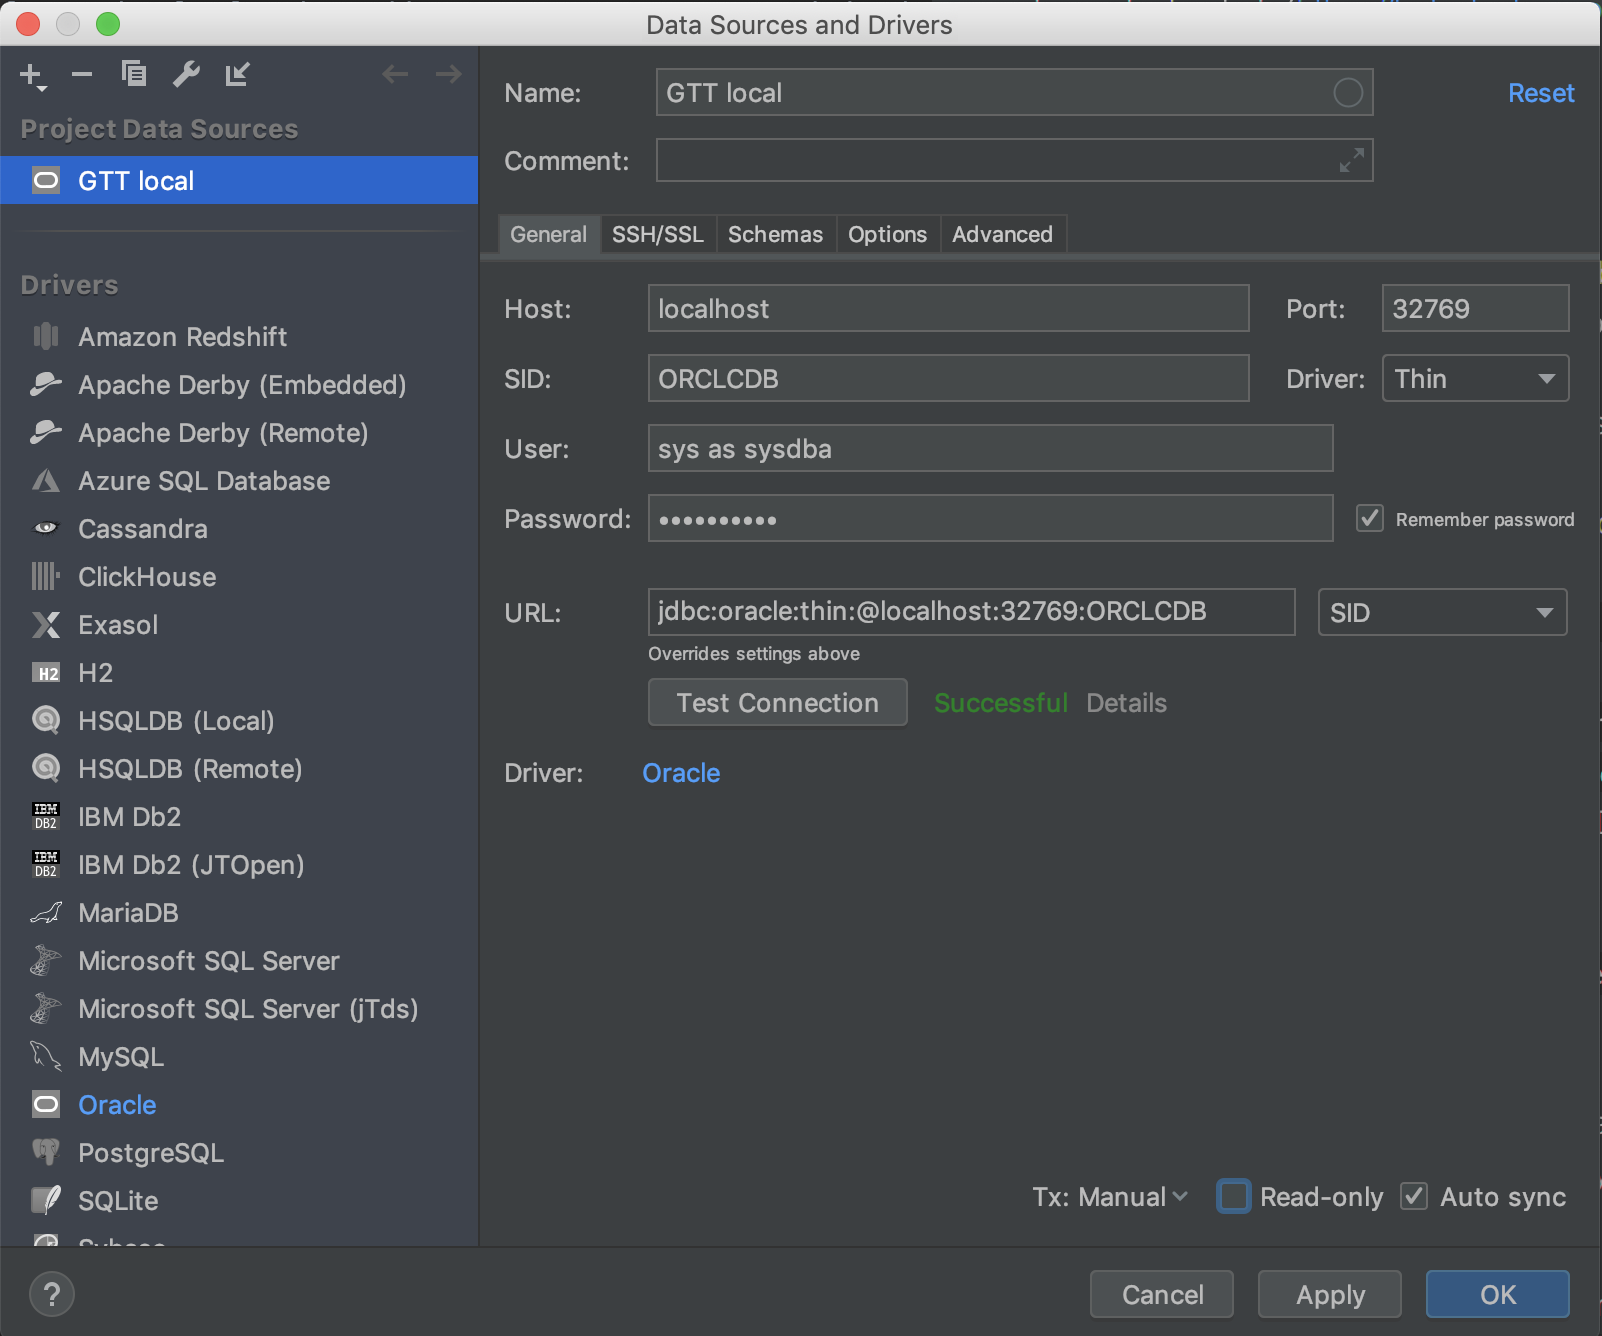 Data Sources and Drivers
Project Data Sources
GTT local
Drivers
Amazon Redshift
Apache Derby (Embedded)
Apache Derby (Remote)
Azure SQL Database
Cassandra
ClickHouse
Exasol
H2 H2
HSQLDB (Local)
HSQLDB (Remote)
IBM DB2 IBM Db2
IBM DB2 IBM Db2 (JTOpen)
MariaDB
Microsoft SQL Server
Microsoft SQL Server (jTds)
MySQL
Oracle
PostgreSQL
SQLite
Name: GTT local Reset
Comment:
General SSH/SSL Schemas Options Advanced
Host: localhost Port: 32769
SID: ORCLCDB Driver: Thin
User: sys as sysdba
Password: •••••••••• Remember password
URL: jdbc:oracle:thin:@localhost:32769:ORCLCDB SID
Overrides settings above
Test Connection Successful Details
Driver: Oracle
Tx: Manual Read-only Auto sync
? Cancel Apply OK